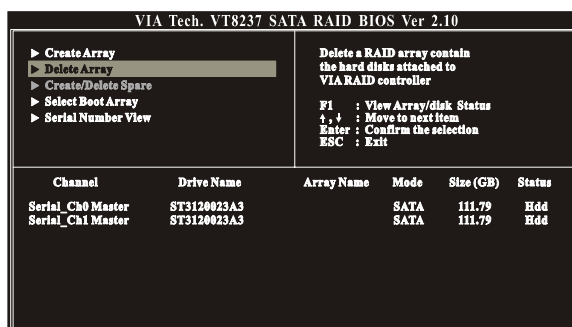 VIA Tech. VT8237 SATA RAID BIOS Ver 2.10
Create Array
Delete Array
Create/Delete Spare
Select Boot Array
Serial Number View
Delete a RAID array contain
the hard disks attached to
VIA RAID controller
F1 : View Array/disk Status
↑,↓ : Move to next item
Enter : Confirm the selection
ESC : Exit
Channel Drive Name Array Name Mode Size (GB) Status
Serial_Ch0 Master ST3120023A3 SATA 111.79 Hdd
Serial_Ch1 Master ST3120023A3 SATA 111.79 Hdd